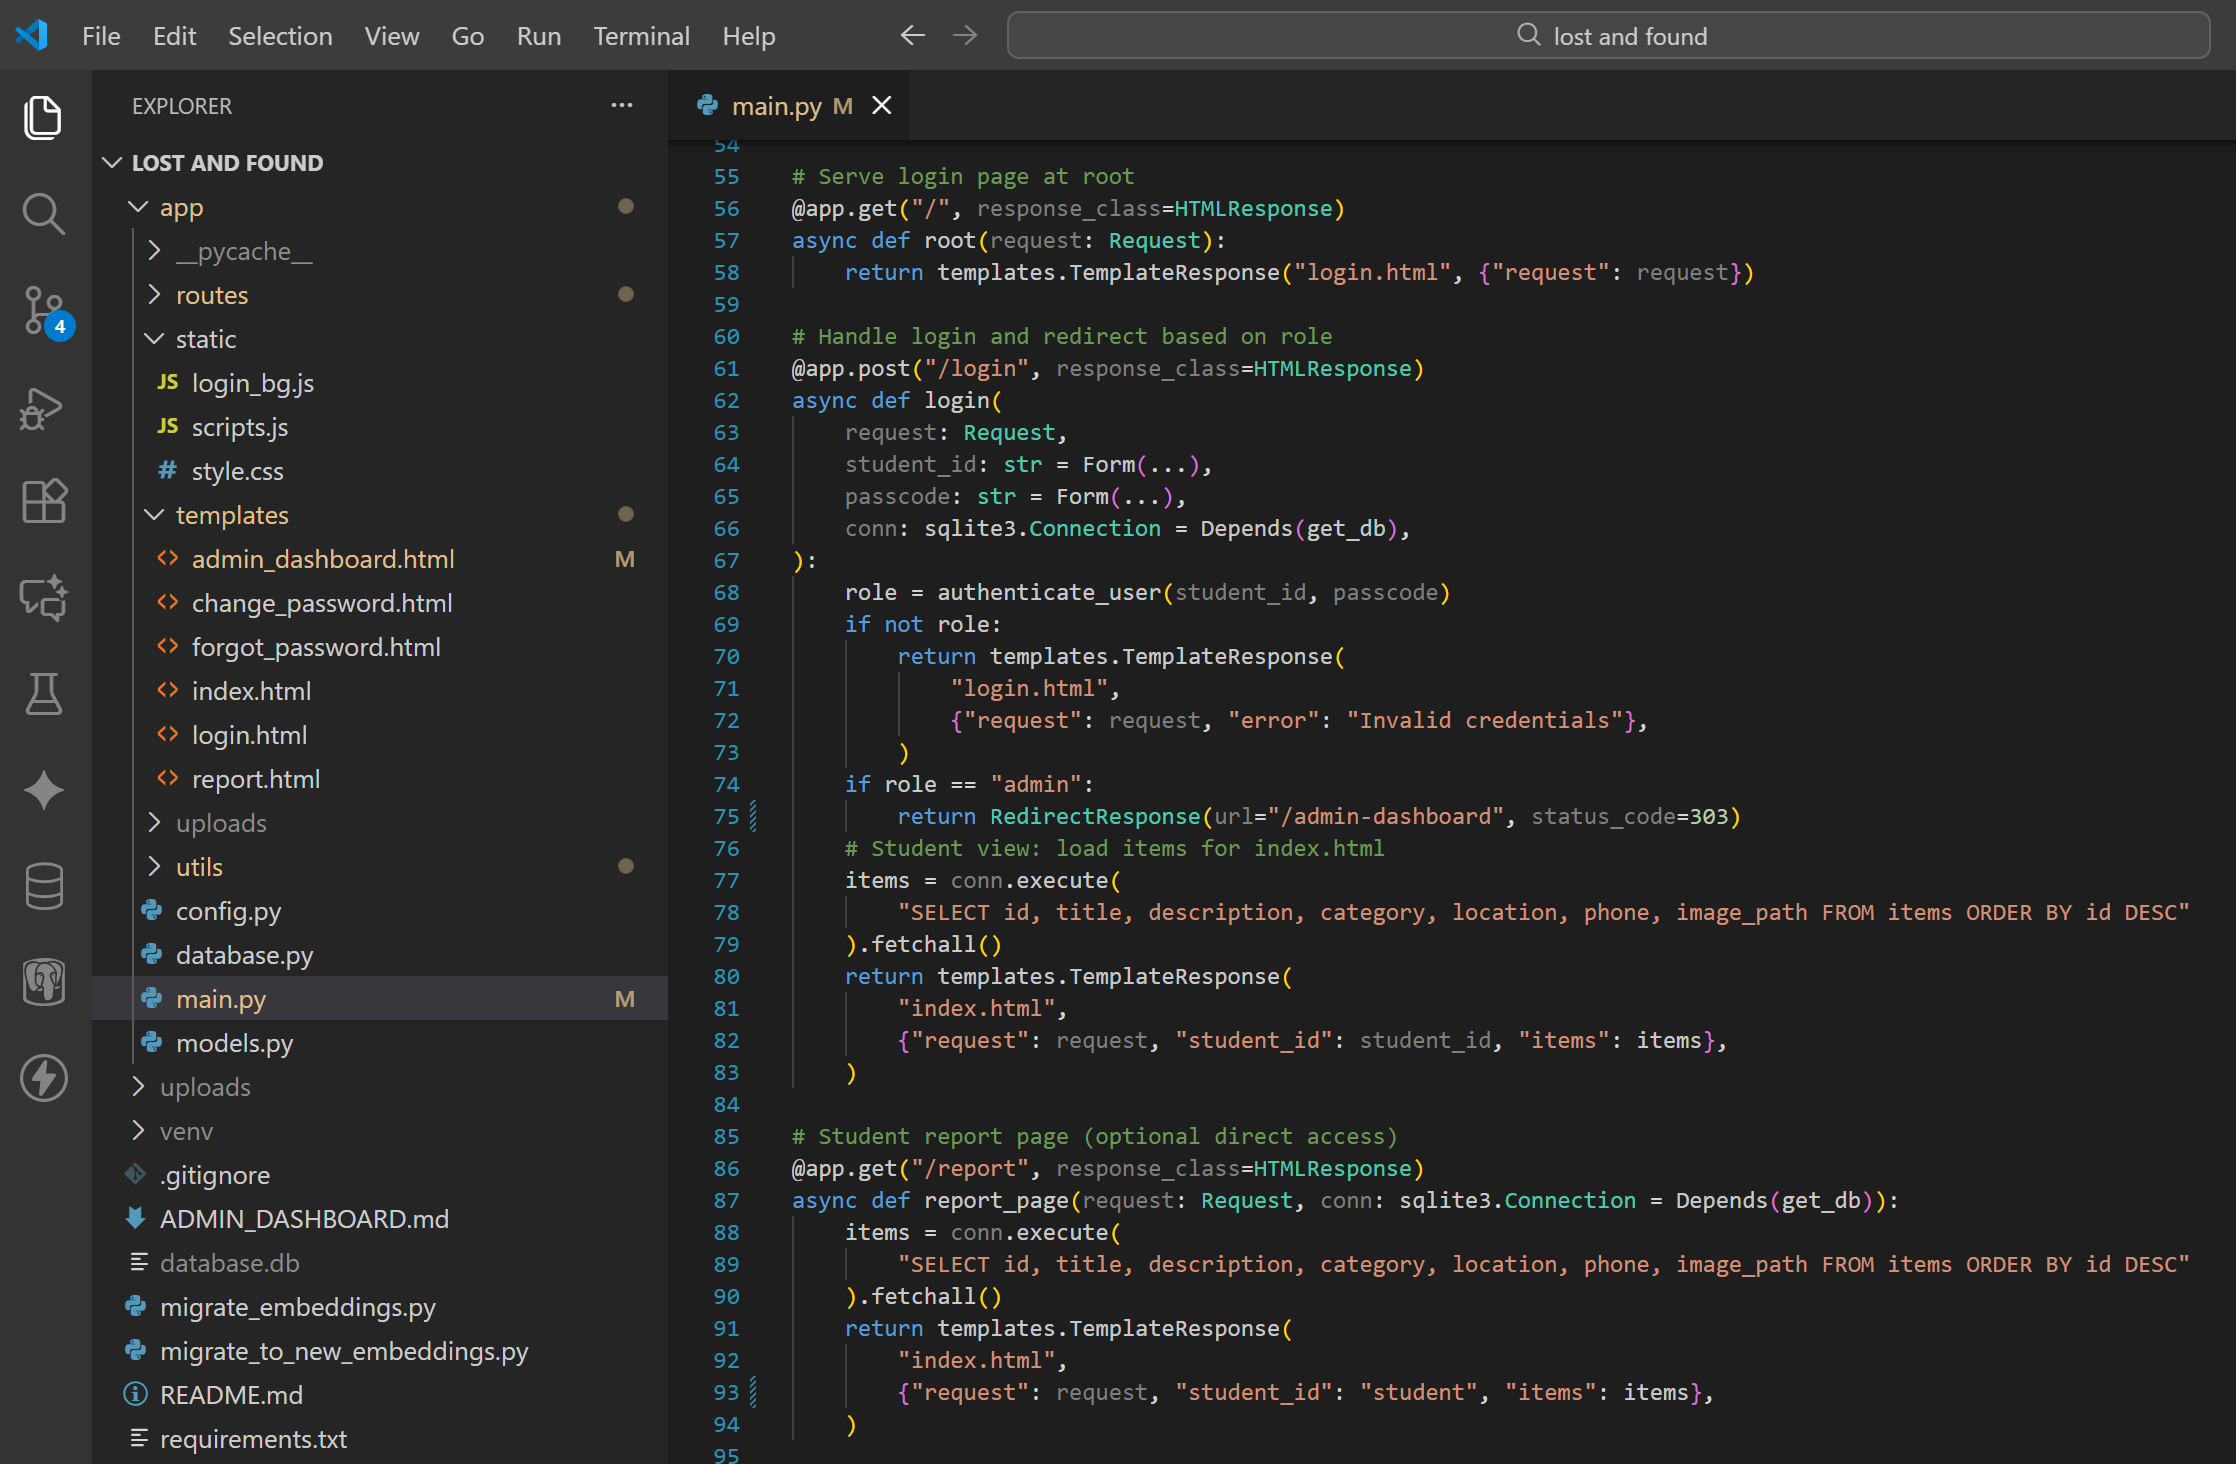 File Edit Selection View Go Run Terminal Help
lost and found
EXPLORER
LOST AND FOUND
app
__pycache__
routes
static
JS login_bg.js
JS scripts.js
# style.css
templates
<> admin_dashboard.html M
<> change_password.html
<> forgot_password.html
<> index.html
<> login.html
<> report.html
uploads
utils
config.py
database.py
main.py M
models.py
uploads
venv
.gitignore
ADMIN_DASHBOARD.md
database.db
migrate_embeddings.py
migrate_to_new_embeddings.py
README.md
requirements.txt
4
main.py M
54
55 # Serve login page at root
56 @app.get("/", response_class=HTMLResponse)
57 async def root(request: Request):
58     return templates.TemplateResponse("login.html", {"request": request})
59
60 # Handle login and redirect based on role
61 @app.post("/login", response_class=HTMLResponse)
62 async def login(
63     request: Request,
64     student_id: str = Form(...),
65     passcode: str = Form(...),
66     conn: sqlite3.Connection = Depends(get_db),
67 ):
68     role = authenticate_user(student_id, passcode)
69     if not role:
70         return templates.TemplateResponse(
71             "login.html",
72             {"request": request, "error": "Invalid credentials"},
73         )
74     if role == "admin":
75         return RedirectResponse(url="/admin-dashboard", status_code=303)
76     # Student view: load items for index.html
77     items = conn.execute(
78         "SELECT id, title, description, category, location, phone, image_path FROM items ORDER BY id DESC"
79     ).fetchall()
80     return templates.TemplateResponse(
81         "index.html",
82         {"request": request, "student_id": student_id, "items": items},
83     )
84
85 # Student report page (optional direct access)
86 @app.get("/report", response_class=HTMLResponse)
87 async def report_page(request: Request, conn: sqlite3.Connection = Depends(get_db)):
88     items = conn.execute(
89         "SELECT id, title, description, category, location, phone, image_path FROM items ORDER BY id DESC"
90     ).fetchall()
91     return templates.TemplateResponse(
92         "index.html",
93         {"request": request, "student_id": "student", "items": items},
94     )
95